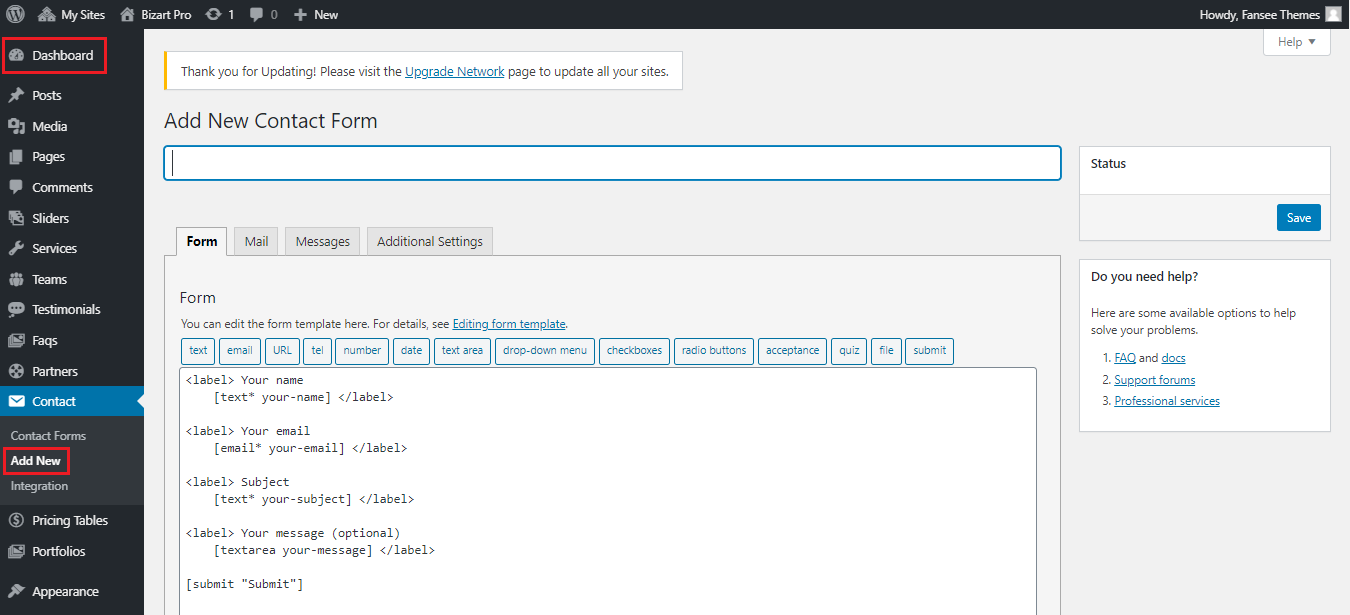 My Sites Bizart Pro 1 0 New Howdy, Fansee Themes
Help
Dashboard
Posts
Media
Pages
Comments
Sliders
Services
Teams
Testimonials
Faqs
Partners
Contact
Contact Forms
Add New
Integration
Pricing Tables
Portfolios
Appearance
Thank you for Updating! Please visit the Upgrade Network page to update all your sites.
Add New Contact Form
Form Mail Messages Additional Settings
Form
You can edit the form template here. For details, see Editing form template.
text email URL tel number date text area drop-down menu checkboxes radio buttons acceptance quiz file submit
<label> Your name
[text* your-name] </label>
<label> Your email
[email* your-email] </label>
<label> Subject
[text* your-subject] </label>
<label> Your message (optional)
[textarea your-message] </label>
[submit "Submit"]
Status
Save
Do you need help?
Here are some available options to help
solve your problems.
1. FAQ and docs
2. Support forums
3. Professional services